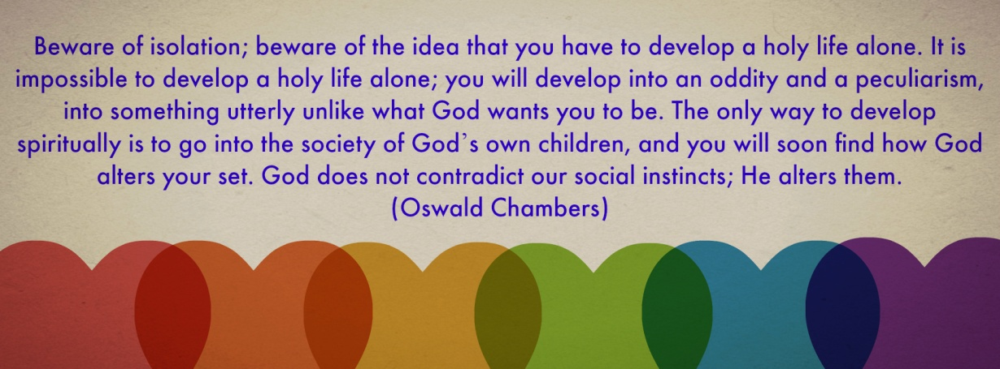 Beware of isolation; beware of the idea that you have to develop a holy life alone. It is
impossible to develop a holy life alone; you will develop into an oddity and a peculiarism,
into something utterly unlike what God wants you to be. The only way to develop
spiritually is to go into the society of God’s own children, and you will soon find how God
alters your set. God does not contradict our social instincts; He alters them.
(Oswald Chambers)